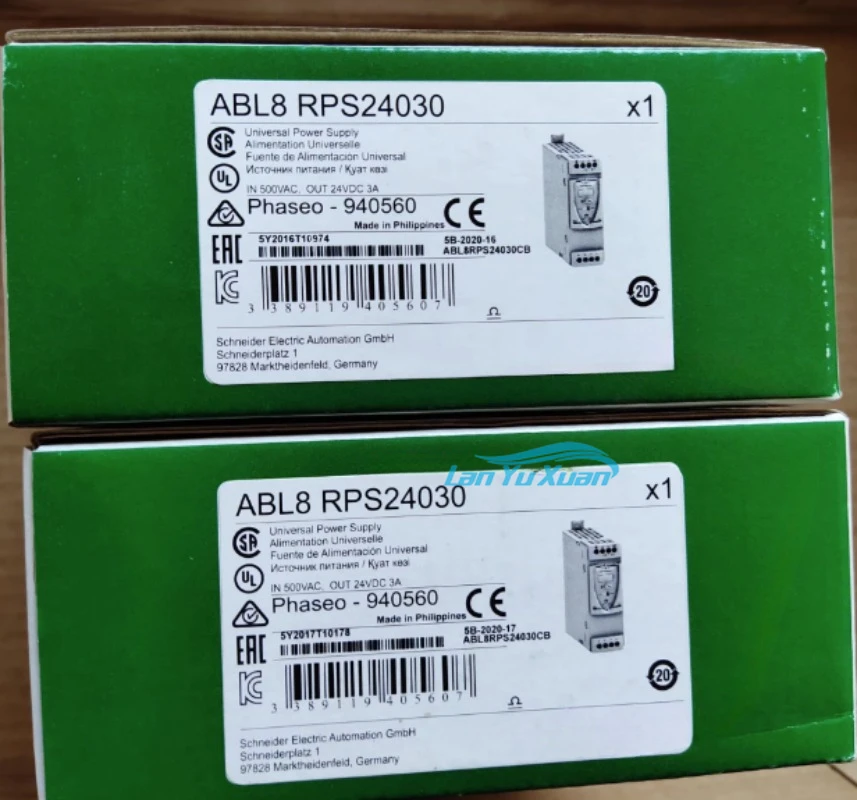 ABL8 RPS24030 x1
Universal Power Supply
Alimentation Universelle
Fuente de Alimentación Universal
Источник питания / Қуат көзі
IN 500VAC, OUT 24VDC 3A
Phaseo - 940560
Made in Philippines
5Y2016T10974 5B-2020-16
ABL8RPS24030CB
3 389119 405607
20
Schneider Electric Automation GmbH
Schneiderplatz 1
97828 Marktheidenfeld, Germany
LanYuXuan
ABL8 RPS24030 x1
Universal Power Supply
Alimentation Universelle
Fuente de Alimentación Universal
Источник питания / Қуат көзі
IN 500VAC, OUT 24VDC 3A
Phaseo - 940560
Made in Philippines
5Y2017T10178 5B-2020-17
ABL8RPS24030CB
3 389119 405607
20
Schneider Electric Automation GmbH
Schneiderplatz 1
97828 Marktheidenfeld, Germany